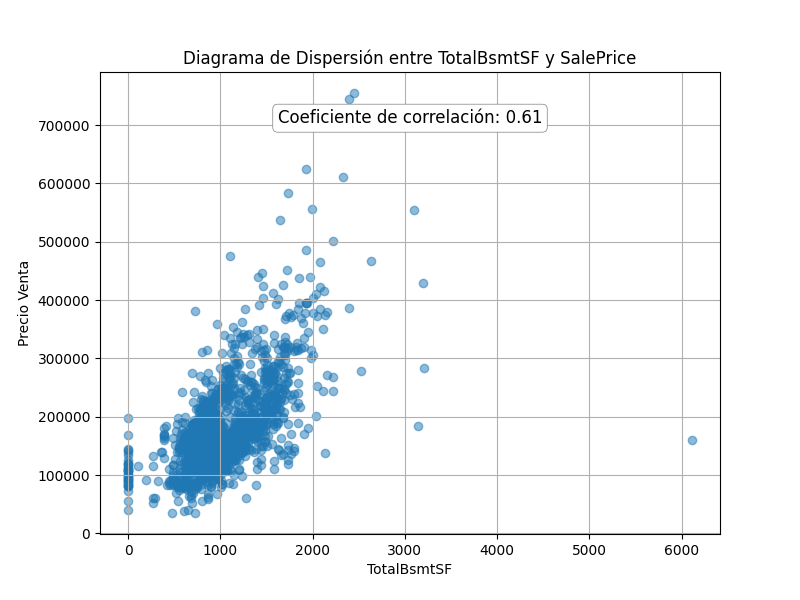 Diagrama de Dispersión entre TotalBsmtSF y SalePrice
Coeficiente de correlación: 0.61
Precio Venta
700000
600000
500000
400000
300000
200000
100000
0
0 1000 2000 3000 4000 5000 6000
TotalBsmtSF